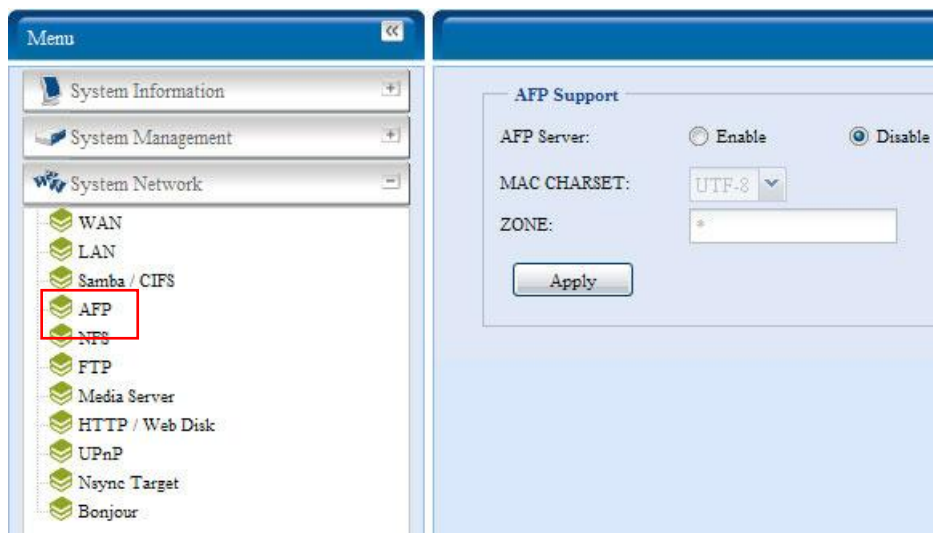 Menu
System Information
System Management
System Network
WAN
LAN
Samba / CIFS
AFP
NFS
FTP
Media Server
HTTP / Web Disk
UPnP
Nsync Target
Bonjour
AFP Support
AFP Server: Enable Disable
MAC CHARSET: UTF-8
ZONE: *
Apply